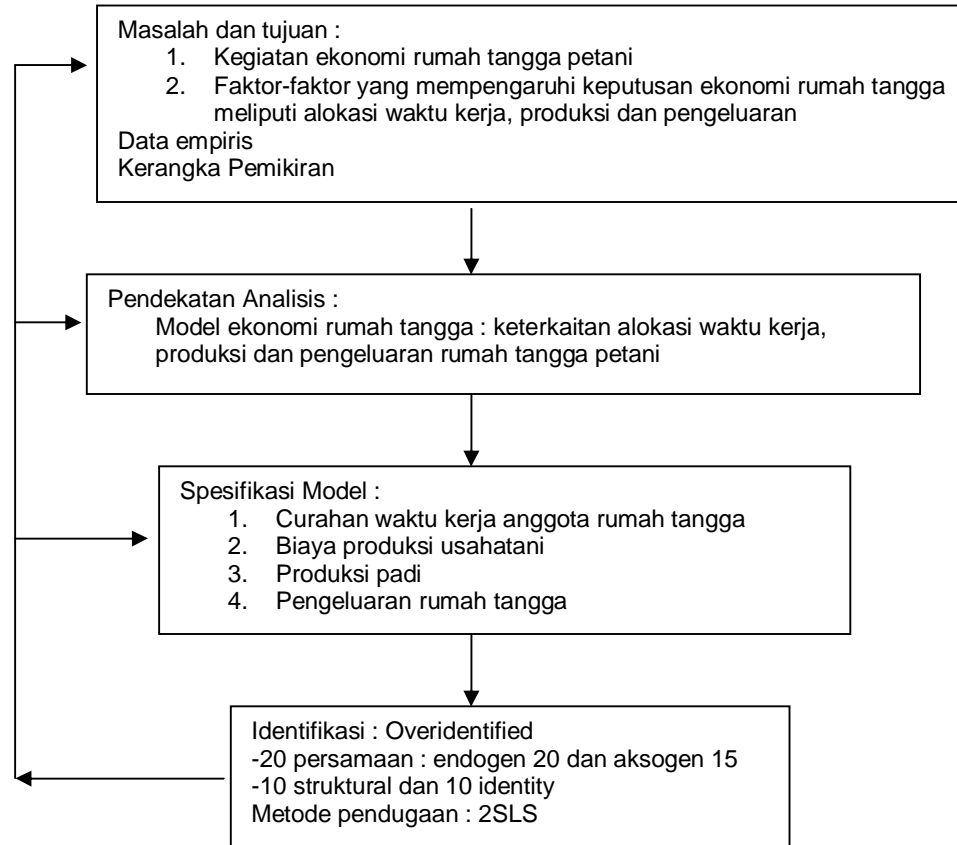 Masalah dan tujuan :
1. Kegiatan ekonomi rumah tangga petani
2. Faktor-faktor yang mempengaruhi keputusan ekonomi rumah tangga
meliputi alokasi waktu kerja, produksi dan pengeluaran
Data empiris
Kerangka Pemikiran
Pendekatan Analisis :
Model ekonomi rumah tangga : keterkaitan alokasi waktu kerja,
produksi dan pengeluaran rumah tangga petani
Spesifikasi Model :
1. Curahan waktu kerja anggota rumah tangga
2. Biaya produksi usahatani
3. Produksi padi
4. Pengeluaran rumah tangga
Identifikasi : Overidentified
-20 persamaan : endogen 20 dan aksogen 15
-10 struktural dan 10 identity
Metode pendugaan : 2SLS